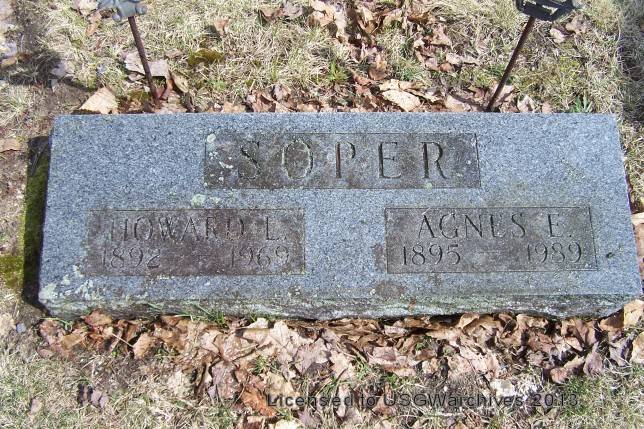 SOPER
HOWARD L.
1892 1969
AGNES E.
1895 – 1989
Licensed to USGWarchives 2013